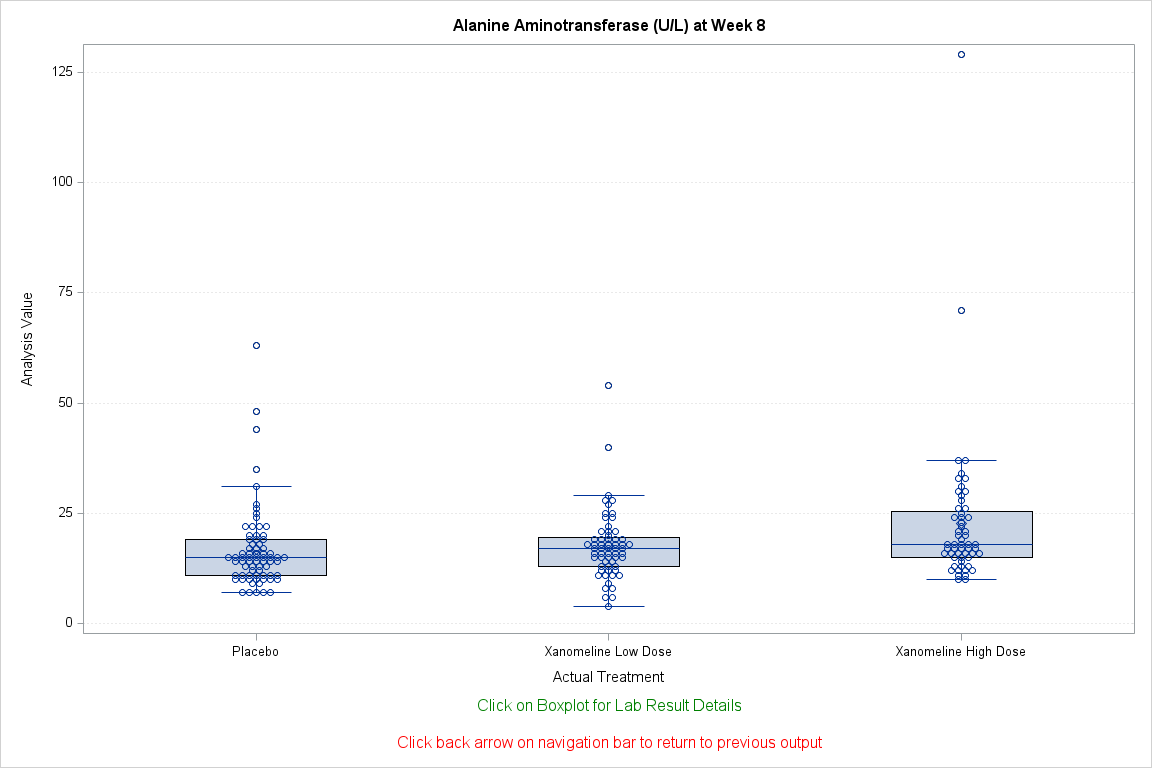 Alanine Aminotransferase (U/L) at Week 8
125
100
75
50
25
0
Analysis Value
Placebo
Xanomeline Low Dose
Xanomeline High Dose
Actual Treatment
Click on Boxplot for Lab Result Details
Click back arrow on navigation bar to return to previous output